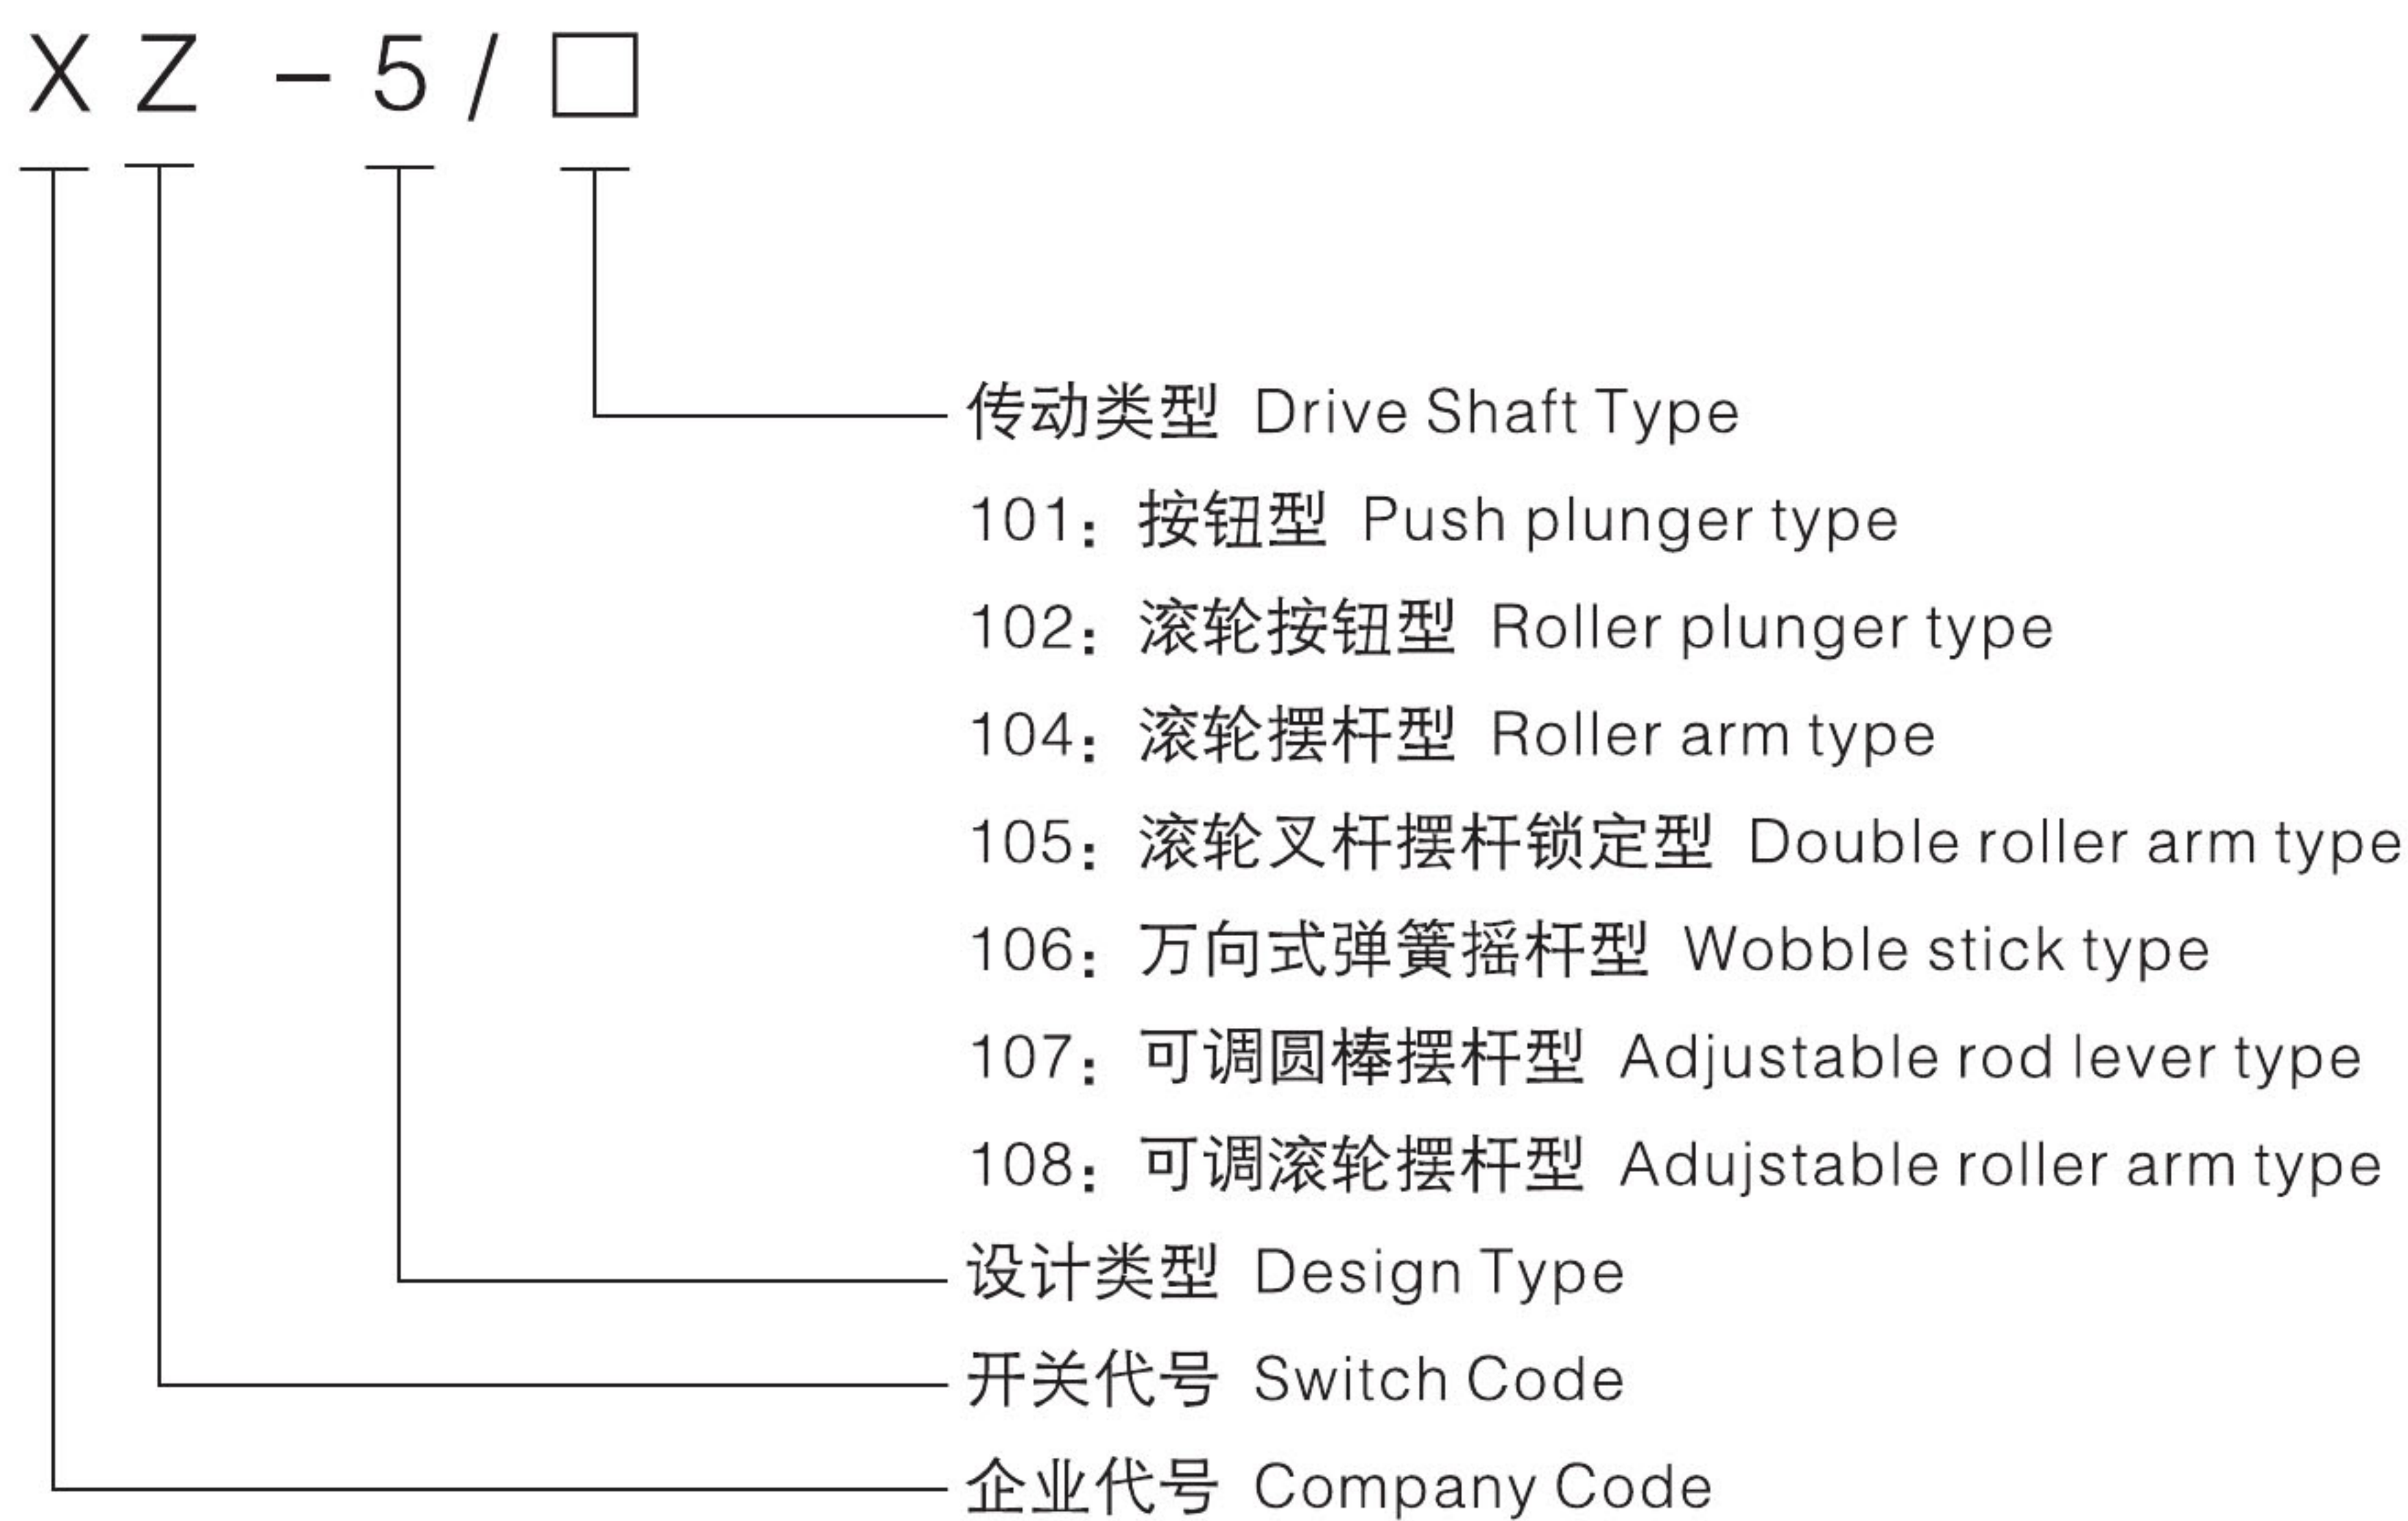 X Z - 5 / □
传动类型 Drive Shaft Type
101: 按钮型 Push plunger type
102: 滚轮按钮型 Roller plunger type
104: 滚轮摆杆型 Roller arm type
105: 滚轮叉杆摆杆锁定型 Double roller arm type
106: 万向式弹簧摇杆型 Wobble stick type
107: 可调圆棒摆杆型 Adjustable rod lever type
108: 可调滚轮摆杆型 Adujstable roller arm type
设计类型 Design Type
开关代号 Switch Code
企业代号 Company Code